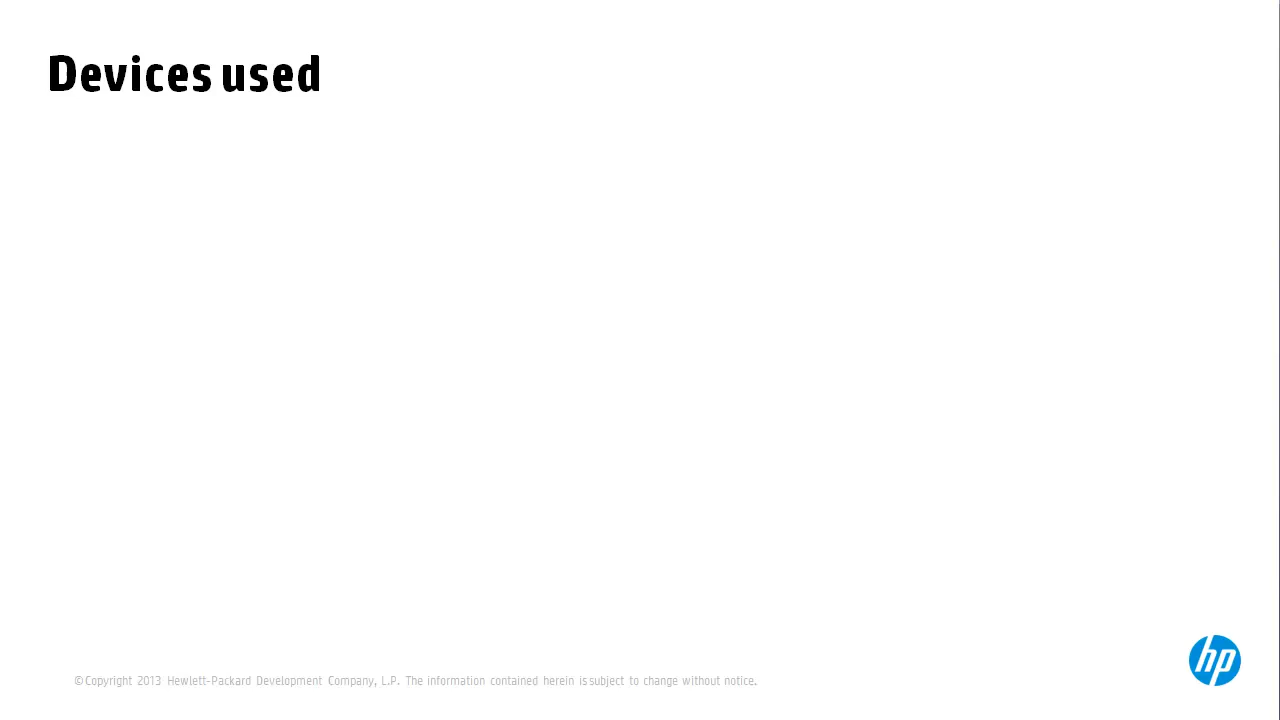 Devices used
hp
© Copyright 2013 Hewlett-Packard Development Company, L.P. The information contained herein is subject to change without notice.